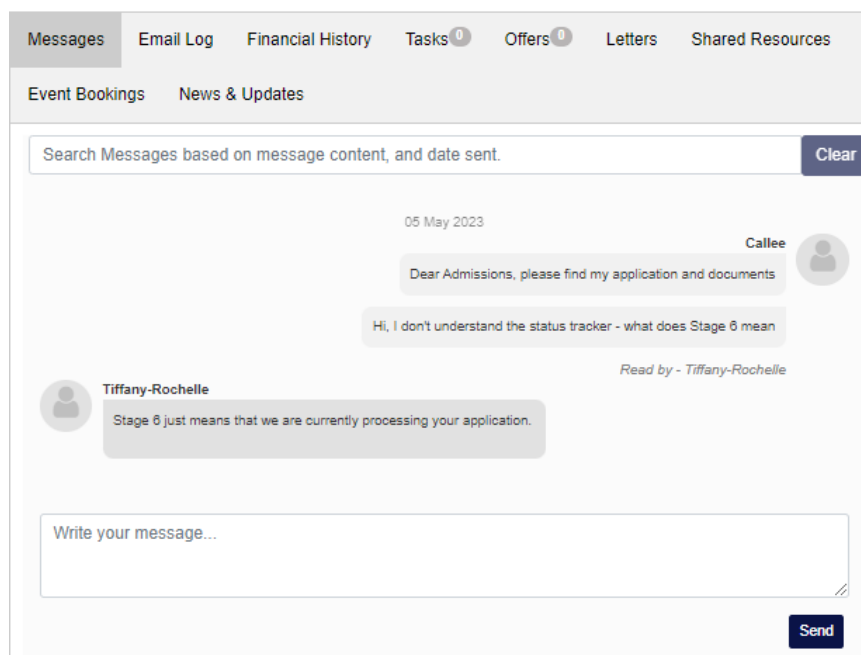 Messages Email Log Financial History Tasks 0 Offers 0 Letters Shared Resources
Event Bookings News & Updates
Search Messages based on message content, and date sent. Clear
05 May 2023
Callee
Dear Admissions, please find my application and documents
Hi, I don't understand the status tracker - what does Stage 6 mean
Read by - Tiffany-Rochelle
Tiffany-Rochelle
Stage 6 just means that we are currently processing your application.
Write your message...
Send